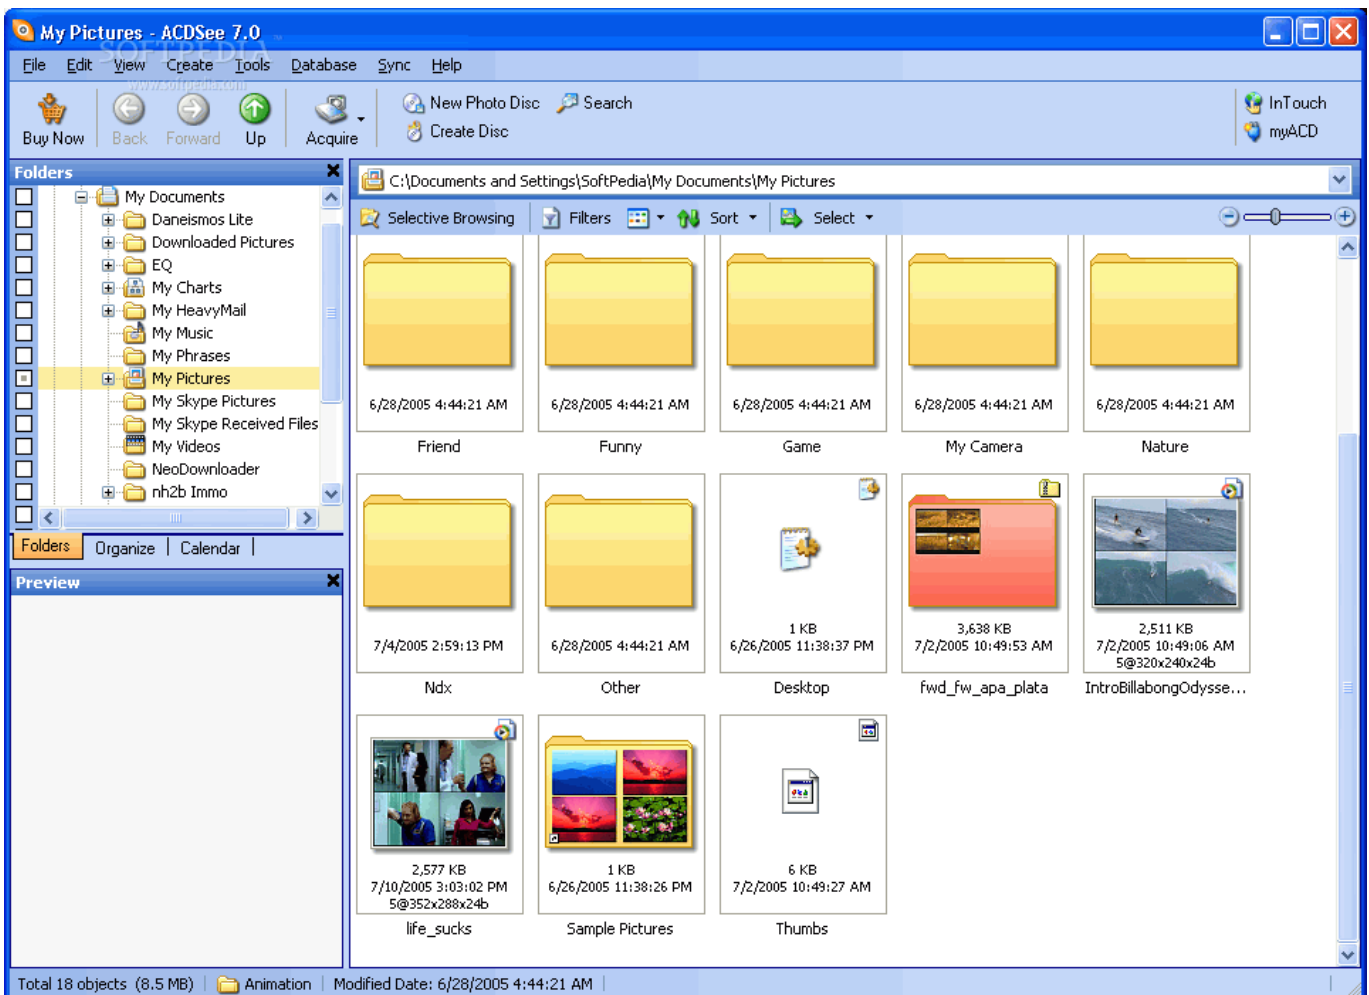 My Pictures - ACDSee 7.0
SOFTPEDIA
www.softpedia.com
File Edit View Create Tools Database Sync Help
Buy Now Back Forward Up Acquire
New Photo Disc Search
Create Disc
InTouch
myACD
Folders
My Documents
Daneismos Lite
Downloaded Pictures
EQ
My Charts
My HeavyMail
My Music
My Phrases
My Pictures
My Skype Pictures
My Skype Received Files
My Videos
NeoDownloader
nh2b Immo
Folders Organize Calendar
Preview
C:\Documents and Settings\SoftPedia\My Documents\My Pictures
Selective Browsing Filters Sort Select
6/28/2005 4:44:21 AM 6/28/2005 4:44:21 AM 6/28/2005 4:44:21 AM 6/28/2005 4:44:21 AM 6/28/2005 4:44:21 AM
Friend Funny Game My Camera Nature
1 KB 3,638 KB 2,511 KB
7/4/2005 2:59:13 PM 6/28/2005 4:44:21 AM 6/26/2005 11:38:37 PM 7/2/2005 10:49:53 AM 7/2/2005 10:49:06 AM
5@320x240x24b
Ndx Other Desktop fwd_fw_apa_plata IntroBillabongOdysse...
2,577 KB 1 KB 6 KB
7/10/2005 3:03:02 PM 6/26/2005 11:38:26 PM 7/2/2005 10:49:27 AM
5@352x288x24b
life_sucks Sample Pictures Thumbs
Total 18 objects (8.5 MB) Animation Modified Date: 6/28/2005 4:44:21 AM